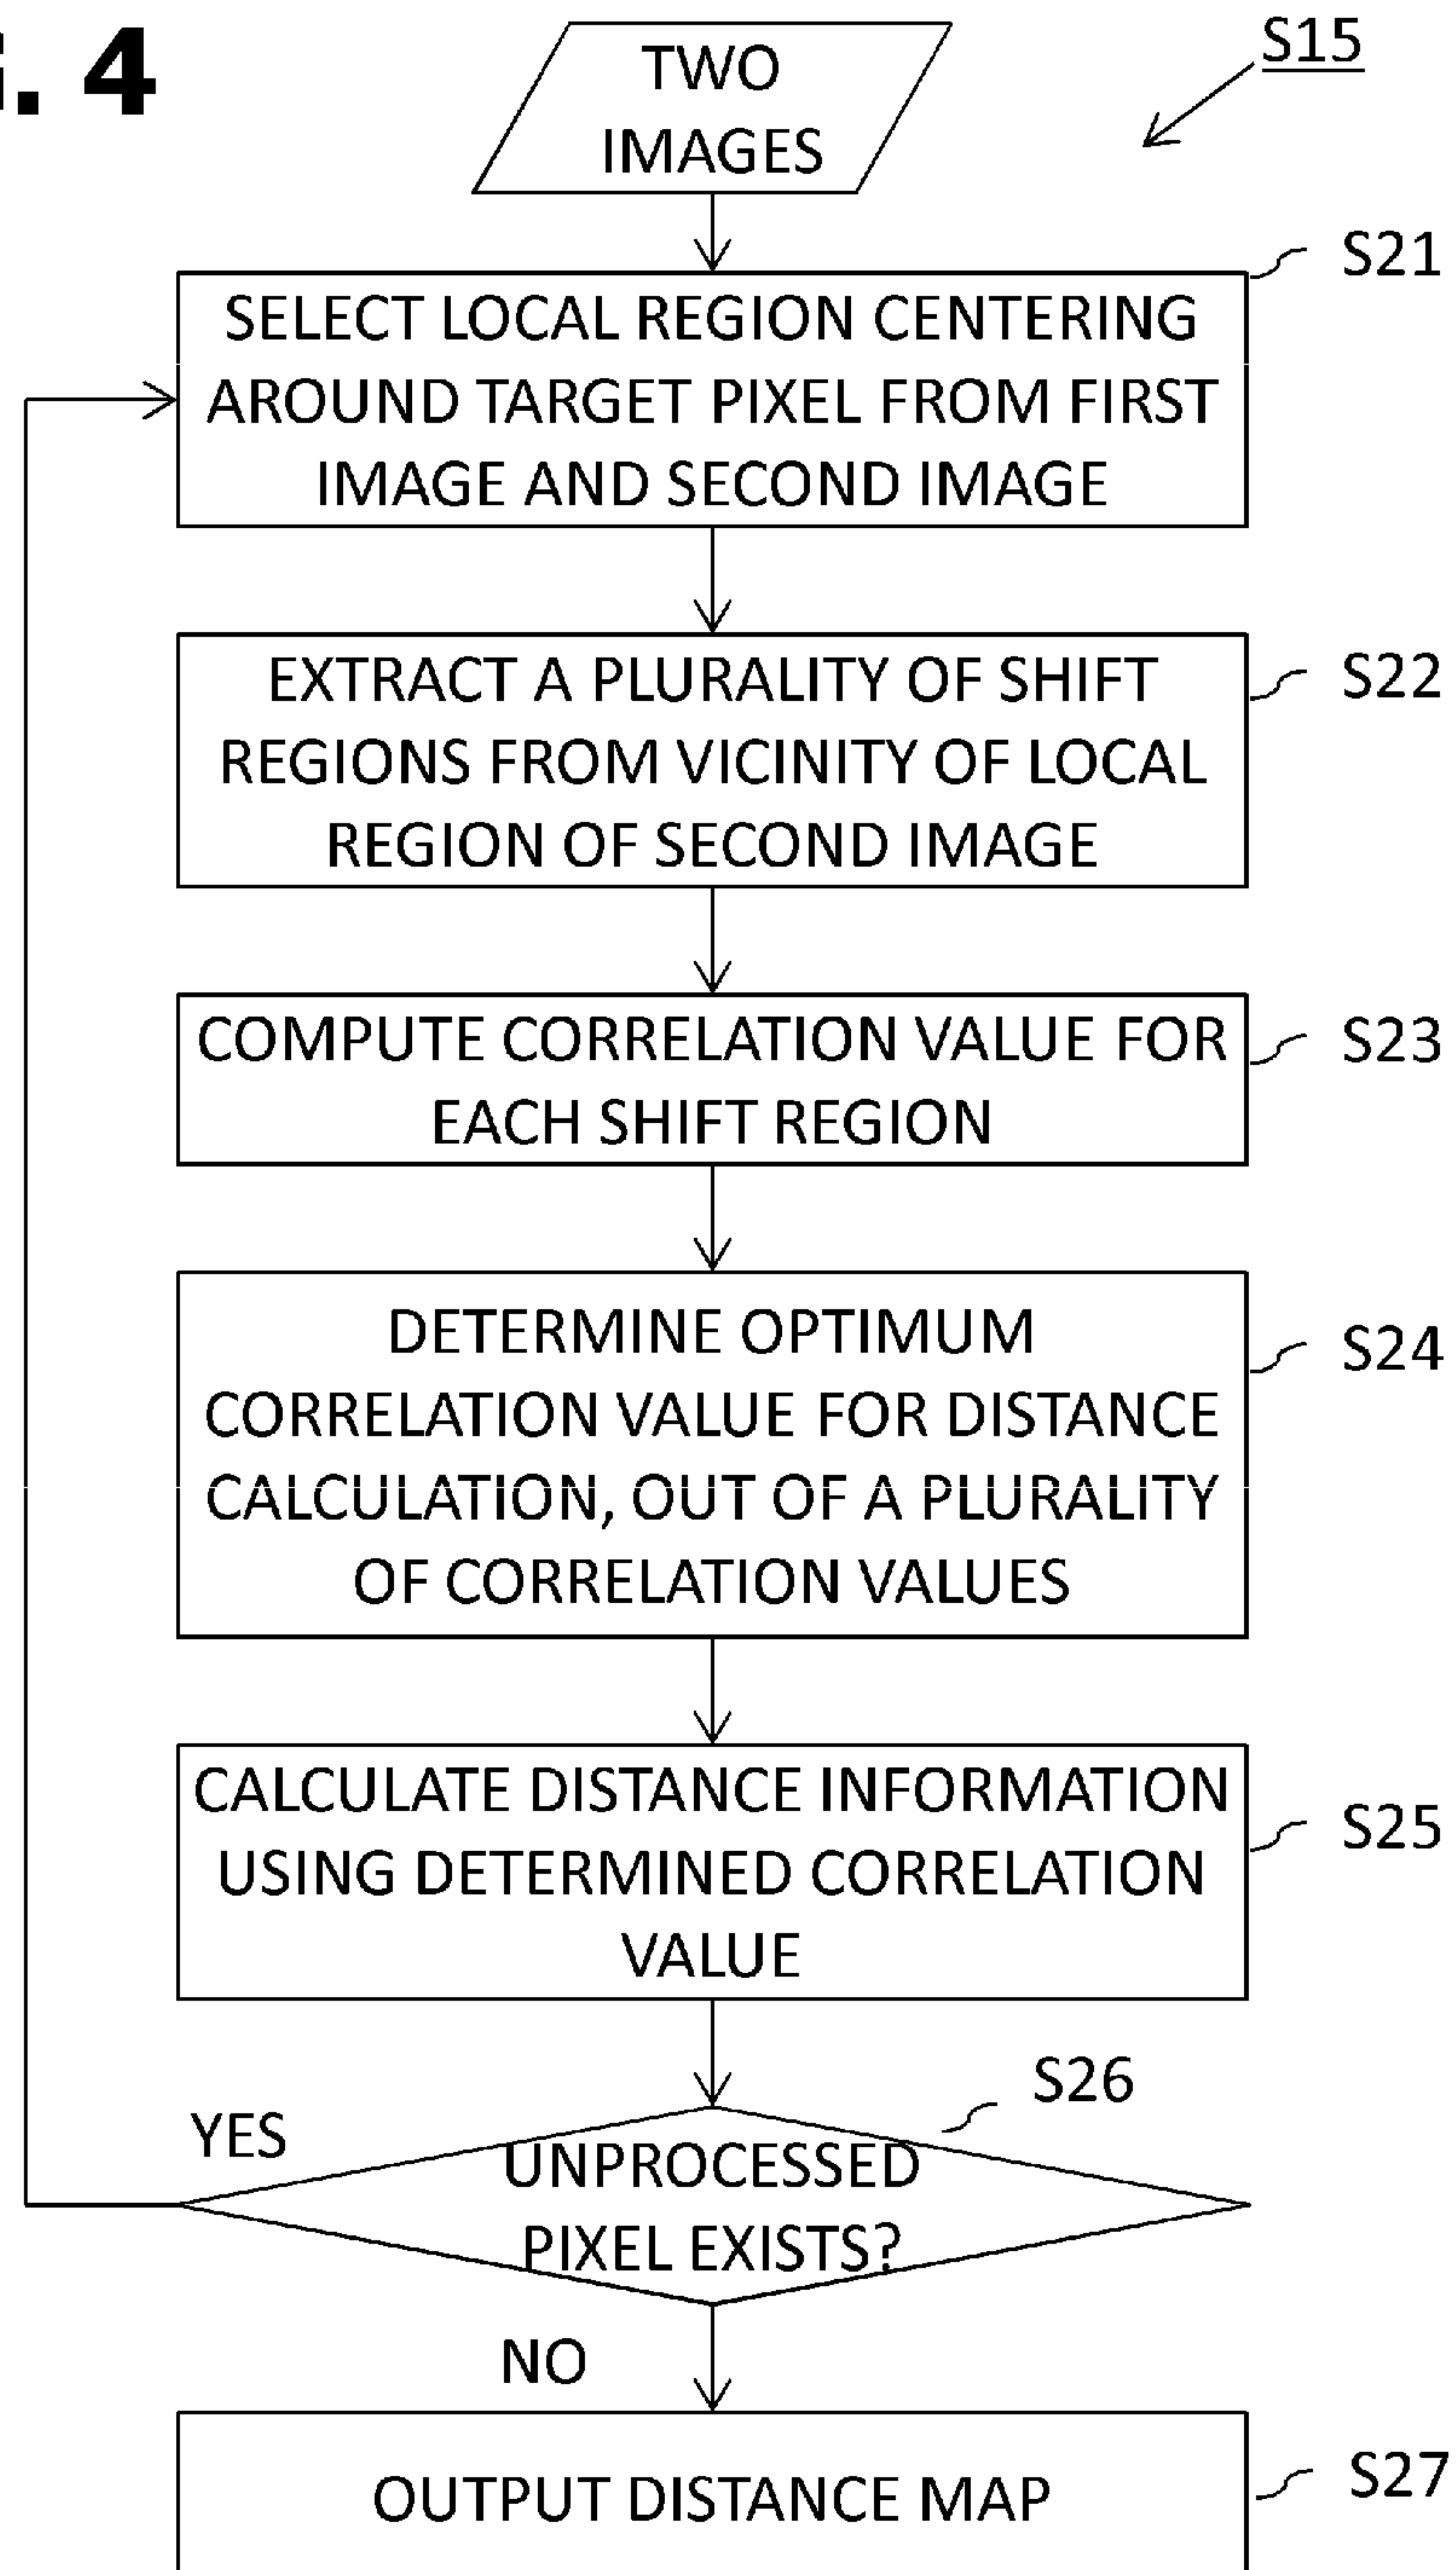 . 4
S15
TWO
IMAGES
S21
SELECT LOCAL REGION CENTERING
AROUND TARGET PIXEL FROM FIRST
IMAGE AND SECOND IMAGE
S22
EXTRACT A PLURALITY OF SHIFT
REGIONS FROM VICINITY OF LOCAL
REGION OF SECOND IMAGE
S23
COMPUTE CORRELATION VALUE FOR
EACH SHIFT REGION
S24
DETERMINE OPTIMUM
CORRELATION VALUE FOR DISTANCE
CALCULATION, OUT OF A PLURALITY
OF CORRELATION VALUES
S25
CALCULATE DISTANCE INFORMATION
USING DETERMINED CORRELATION
VALUE
S26
YES
UNPROCESSED
PIXEL EXISTS?
NO
S27
OUTPUT DISTANCE MAP